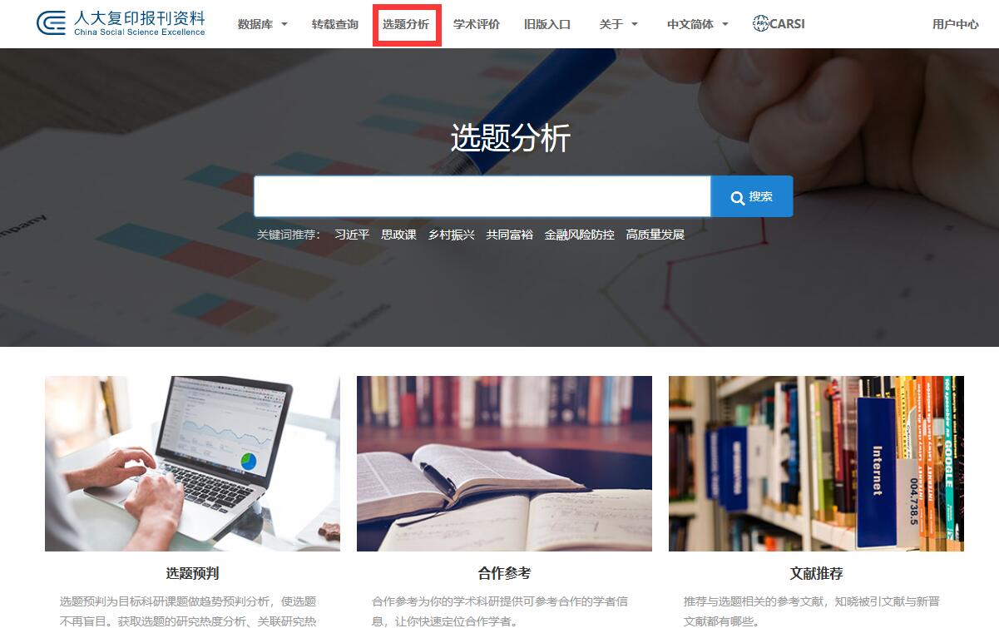 人大复印报刊资料
China Social Science Excellence
数据库
转载查询
选题分析
学术评价
旧版入口
关于
中文简体
CARSI
用户中心
选题分析
搜索
关键词推荐： 习近平 思政课 乡村振兴 共同富裕 金融风险防控 高质量发展
Internet
004.738.5
GOOGLE
选题预判
选题预判为目标科研课题做趋势预判分析，使选题
不再盲目。获取选题的研究热度分析、关联研究热
合作参考
合作参考为你的学术科研提供可参考合作的学者信
息，让你快速定位合作学者。
文献推荐
推荐与选题相关的参考文献，知晓被引文献与新晋
文献都有哪些。